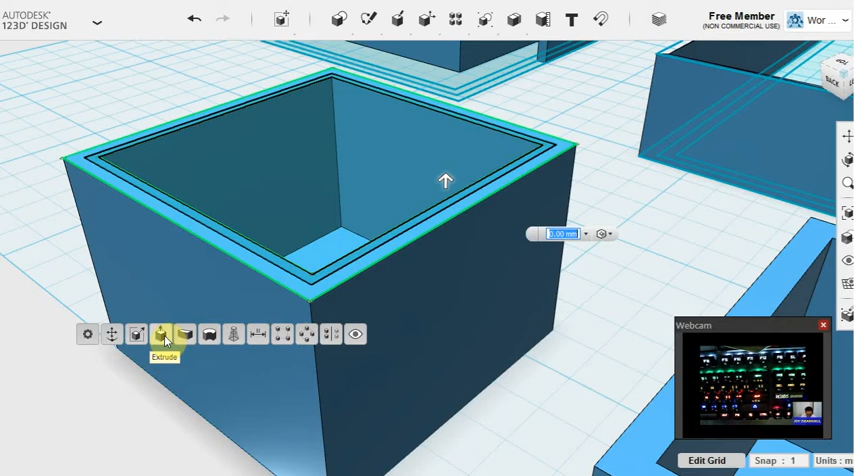 AUTODESK®
123D® DESIGN
T
Free Member
(NON COMMERCIAL USE)
Wor ...
TOP
BACK
0.00 mm
Extrude
Webcam
Edit Grid
Snap : 1
Units : m